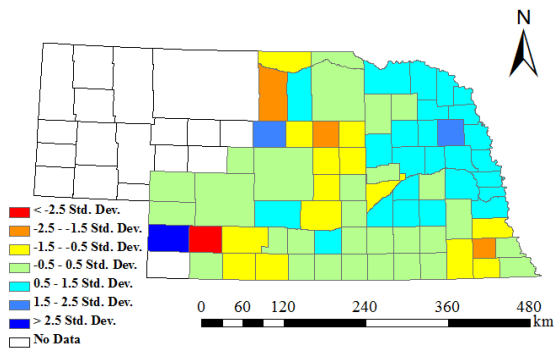 N
< -2.5 Std. Dev.
-2.5 - -1.5 Std. Dev.
-1.5 - -0.5 Std. Dev.
-0.5 - 0.5 Std. Dev.
0.5 - 1.5 Std. Dev.
1.5 - 2.5 Std. Dev.
> 2.5 Std. Dev.
No Data
0 60 120 240 360 480
km